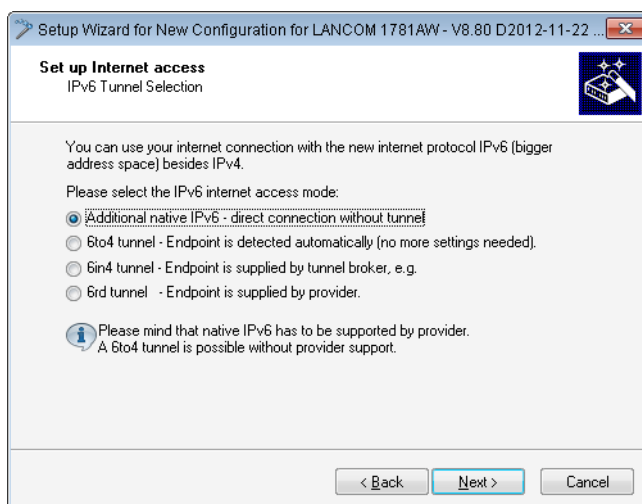 Setup Wizard for New Configuration for LANCOM 1781AW - V8.80 D2012-11-22 ...
Set up Internet access
IPv6 Tunnel Selection
You can use your internet connection with the new internet protocol IPv6 (bigger
address space) besides IPv4.
Please select the IPv6 internet access mode:
Additional native IPv6 - direct connection without tunnel
6to4 tunnel - Endpoint is detected automatically (no more settings needed).
6in4 tunnel - Endpoint is supplied by tunnel broker, e.g.
6rd tunnel - Endpoint is supplied by provider.
Please mind that native IPv6 has to be supported by provider.
A 6to4 tunnel is possible without provider support.
< Back Next > Cancel